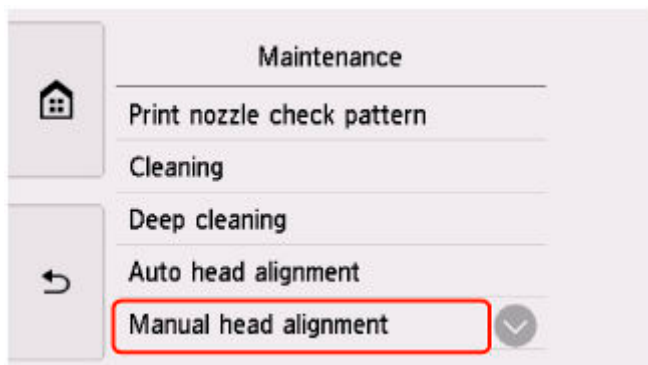 Maintenance
Print nozzle check pattern
Cleaning
Deep cleaning
Auto head alignment
Manual head alignment